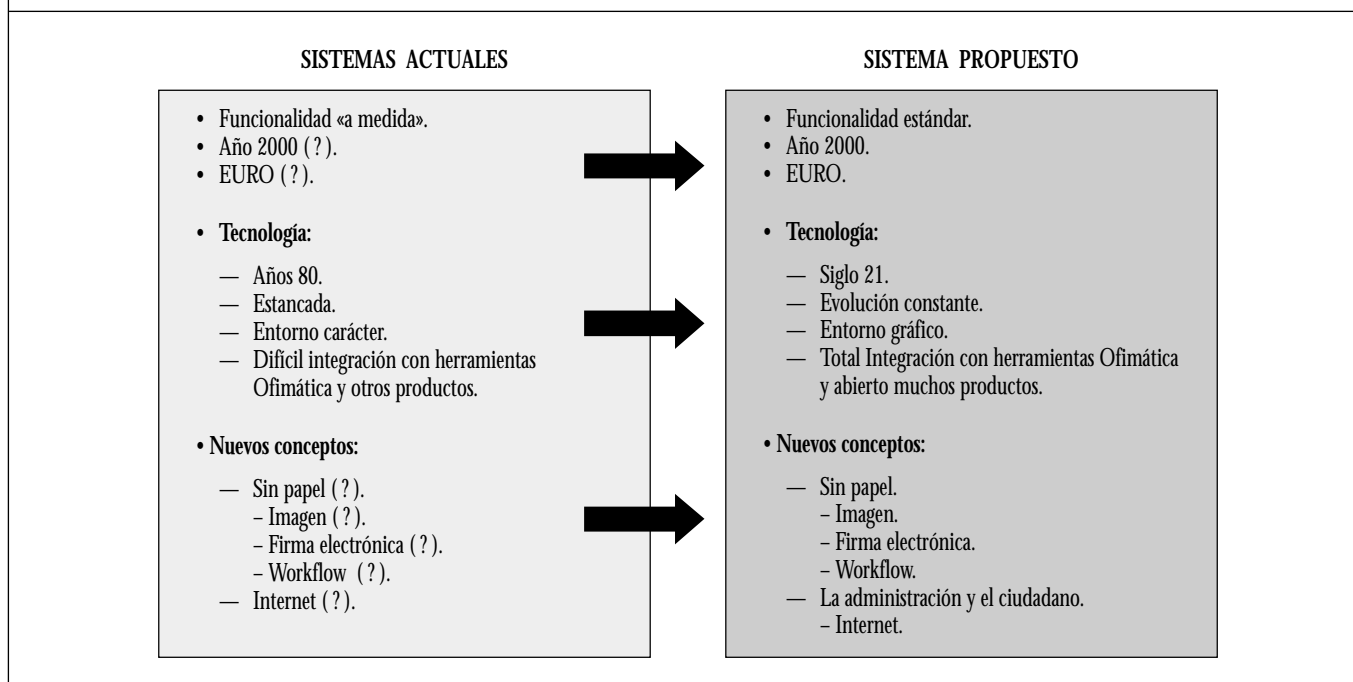 SISTEMAS ACTUALES
• Funcionalidad «a medida».
• Año 2000 (?).
• EURO (?).
• Tecnología:
— Años 80.
— Estancada.
— Entorno carácter.
— Difícil integración con herramientas
Ofimática y otros productos.
• Nuevos conceptos:
— Sin papel (?).
– Imagen (?).
– Firma electrónica (?).
– Workflow (?).
— Internet (?).
SISTEMA PROPUESTO
• Funcionalidad estándar.
• Año 2000.
• EURO.
• Tecnología:
— Siglo 21.
— Evolución constante.
— Entorno gráfico.
— Total Integración con herramientas Ofimática
y abierto muchos productos.
• Nuevos conceptos:
— Sin papel.
– Imagen.
– Firma electrónica.
– Workflow.
— La administración y el ciudadano.
– Internet.